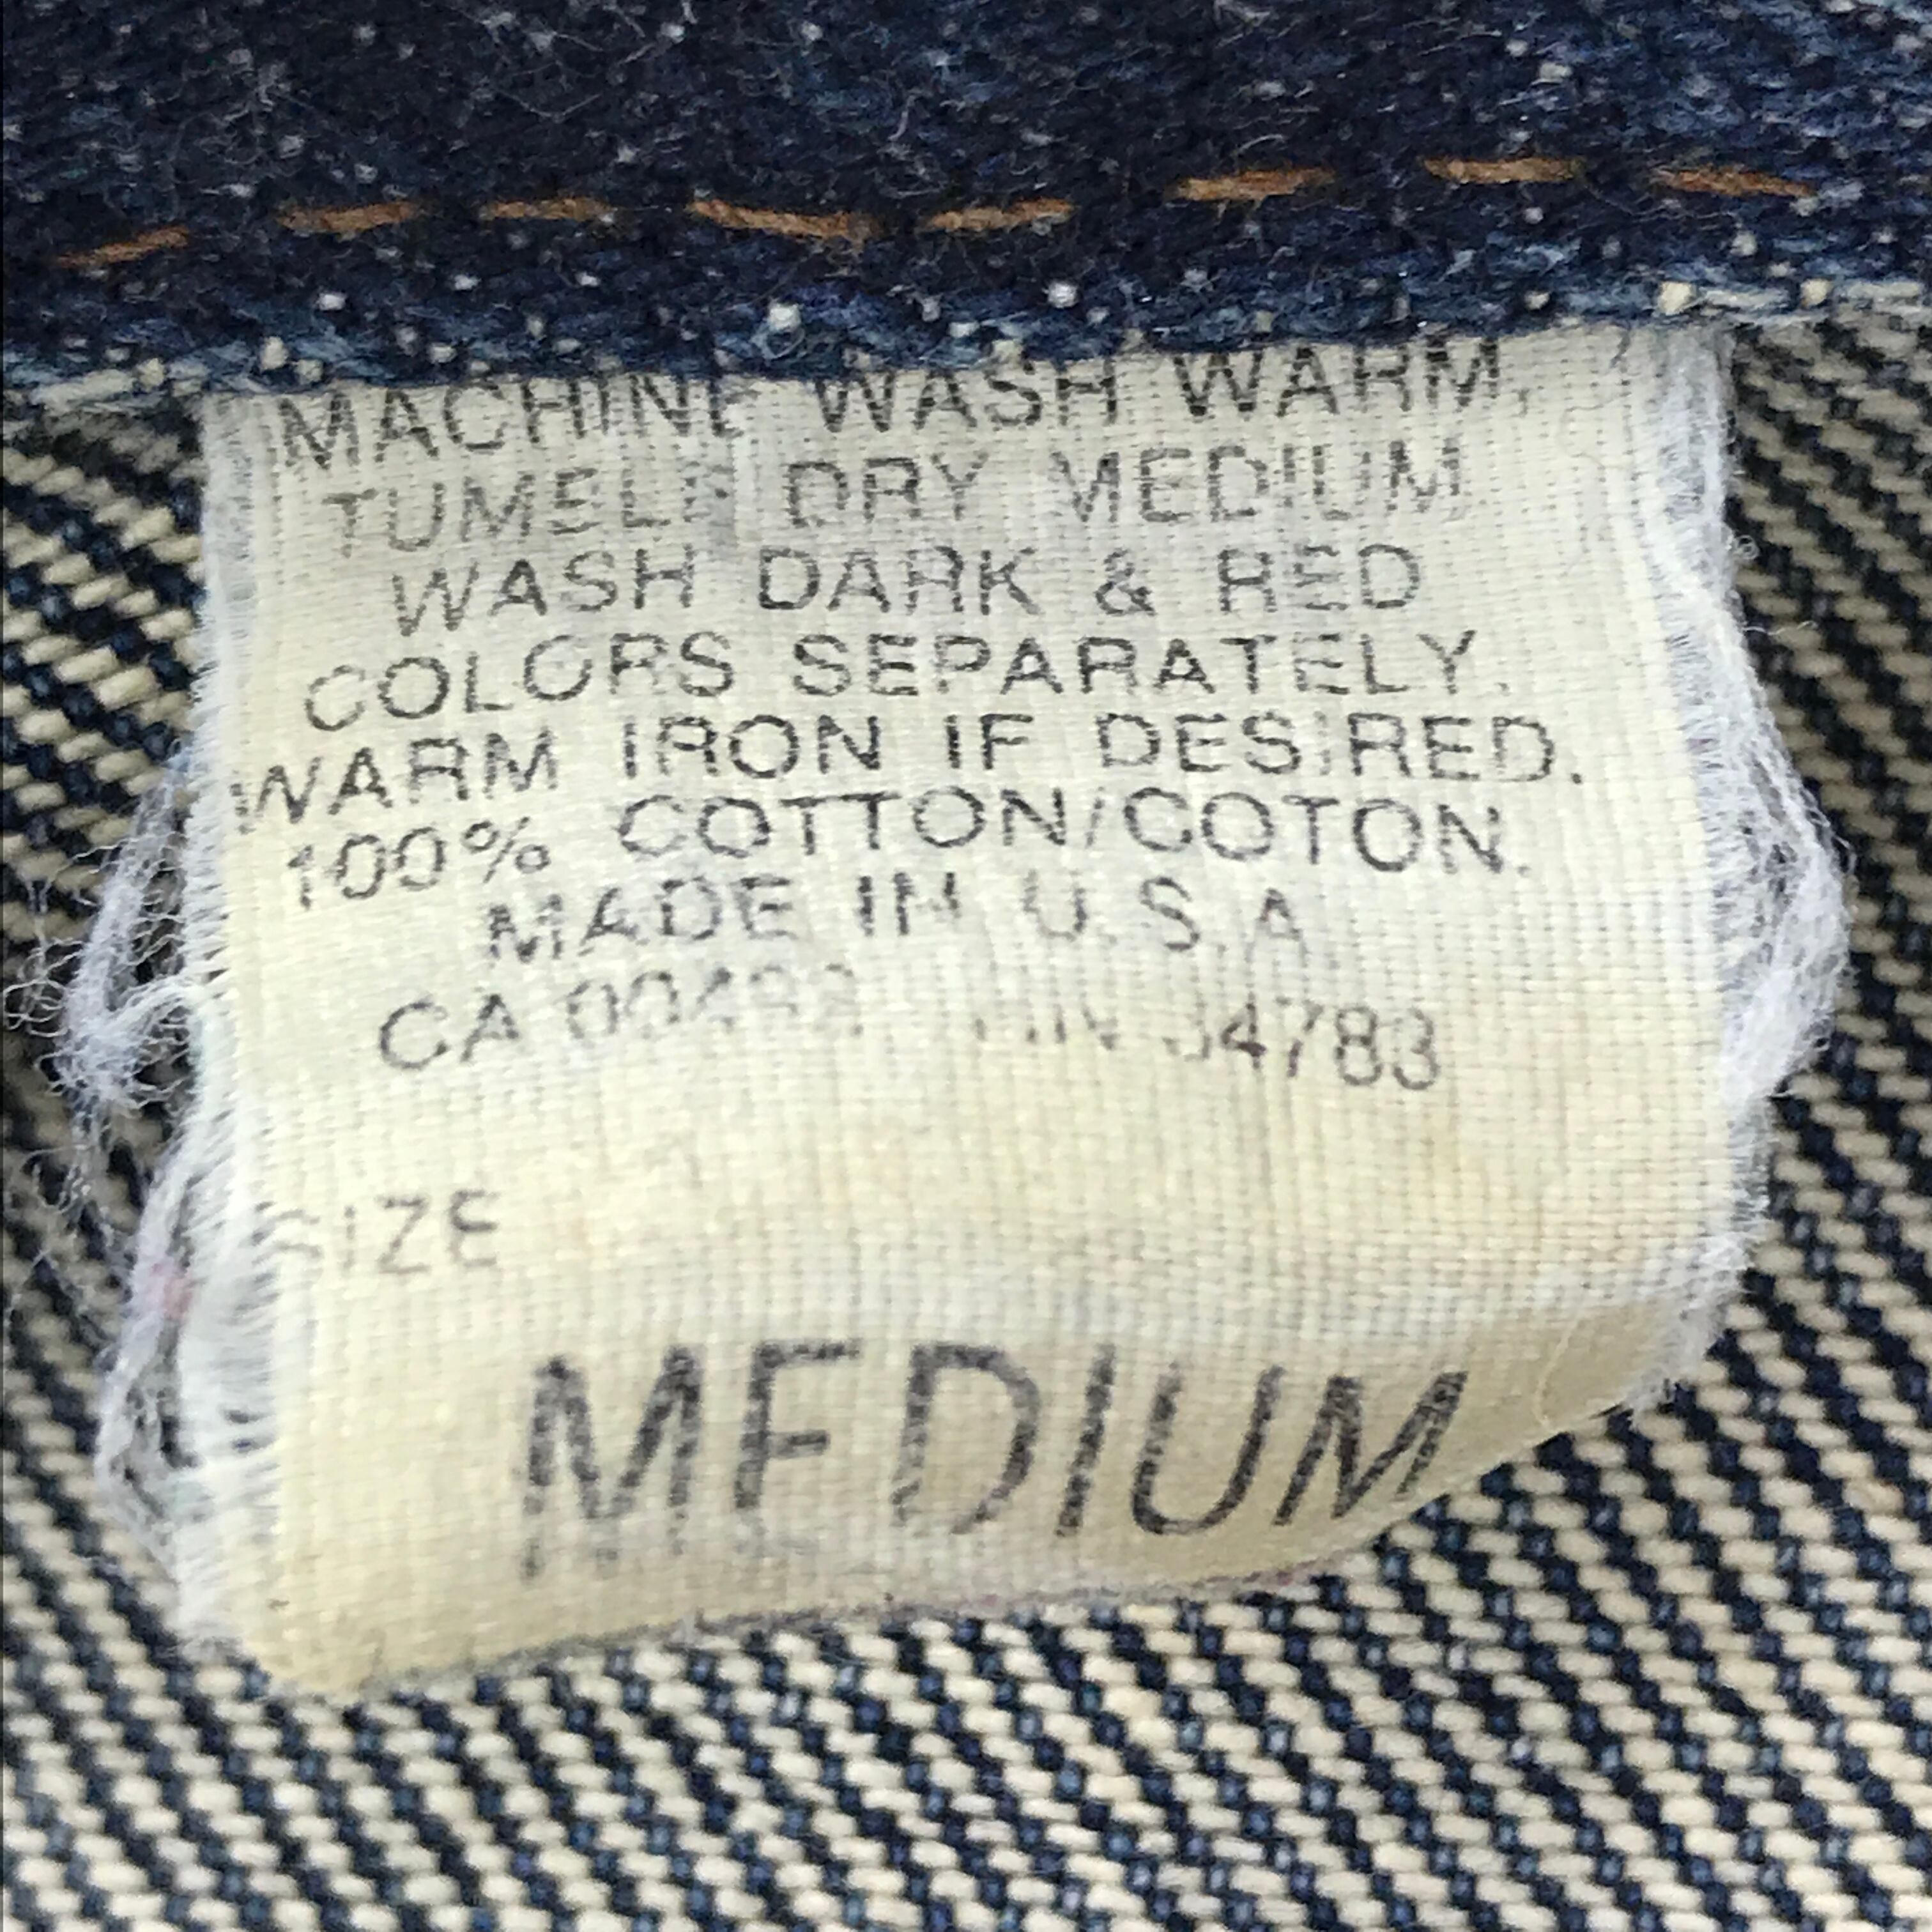 MACHINE WASH WARM,
TUMBLE DRY MEDIUM
WASH DARK & RED
COLORS SEPARATELY.
WARM IRON IF DESIRED.
100% COTTON/COTON.
MADE IN U.S.A
CA 34783
SIZE
MEDIUM